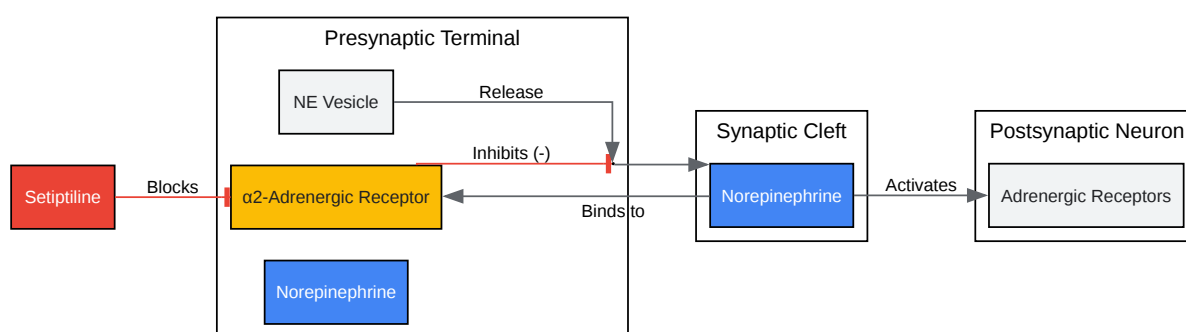 Presynaptic Terminal
NE Vesicle
Release
Synaptic Cleft
Postsynaptic Neuron
Setiptiline
Blocks
α2-Adrenergic Receptor
Inhibits (-)
Binds to
Norepinephrine
Activates
Adrenergic Receptors
Norepinephrine